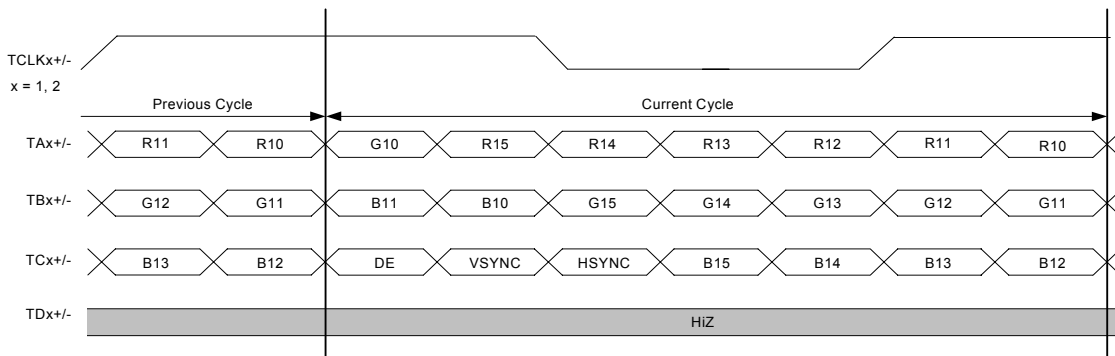 TCLKx+/-
x = 1, 2
Previous Cycle Current Cycle
TAx+/- R11 R10 G10 R15 R14 R13 R12 R11 R10
TBx+/- G12 G11 B11 B10 G15 G14 G13 G12 G11
TCx+/- B13 B12 DE VSYNC HSYNC B15 B14 B13 B12
TDx+/- HiZ